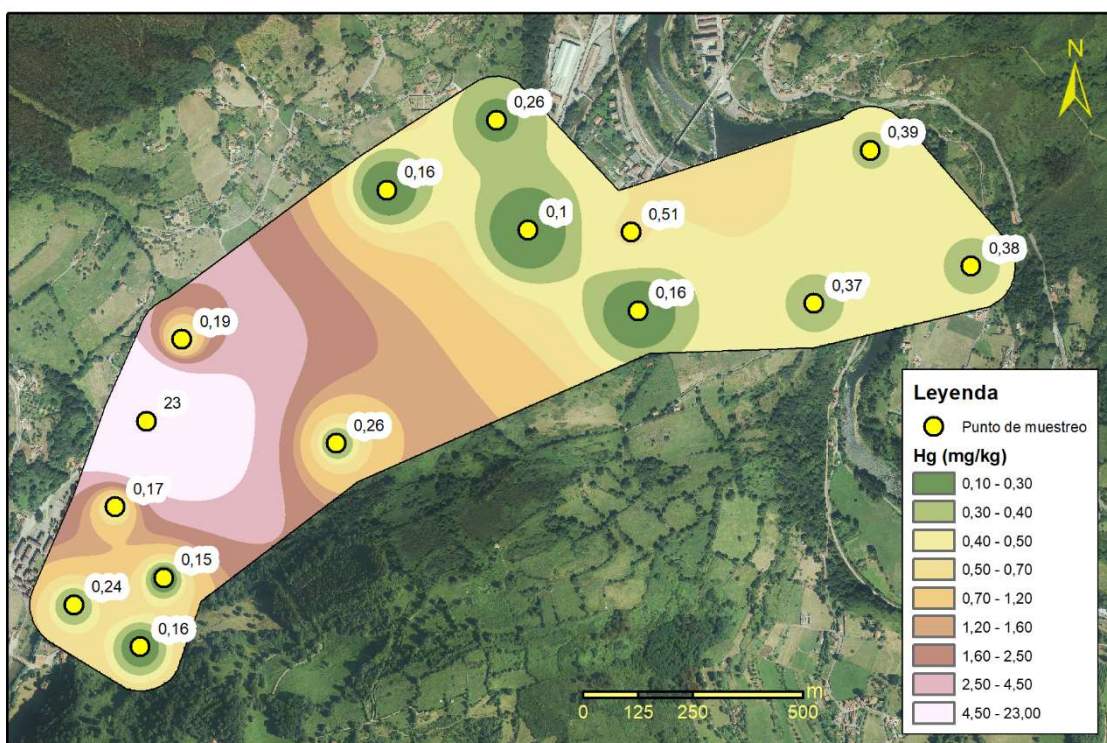 N
0,26
0,39
0,16
0,1
0,51
0,38
0,16
0,37
0,19
23
0,26
0,17
0,15
0,24
0,16
Leyenda
Punto de muestreo
Hg (mg/kg)
0,10 - 0,30
0,30 - 0,40
0,40 - 0,50
0,50 - 0,70
0,70 - 1,20
1,20 - 1,60
1,60 - 2,50
2,50 - 4,50
4,50 - 23,00
m
0 125 250 500